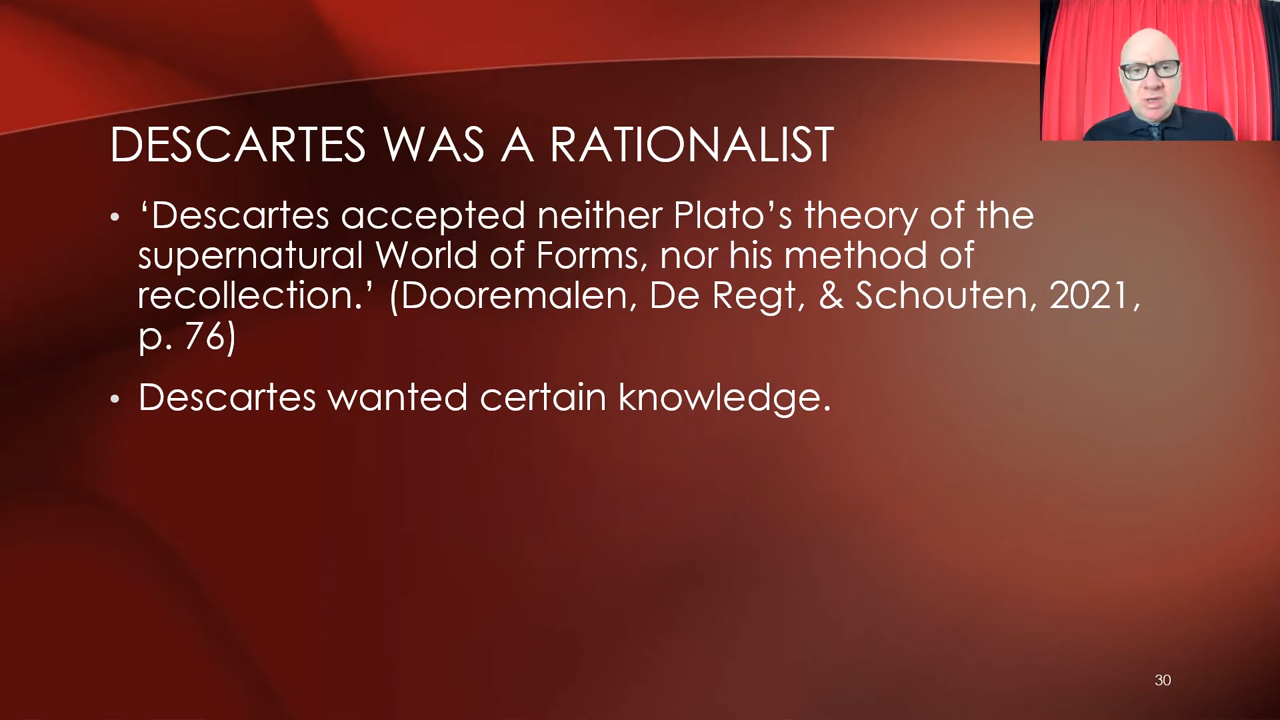 DESCARTES WAS A RATIONALIST
• ‘Descartes accepted neither Plato’s theory of the
supernatural World of Forms, nor his method of
recollection.’ (Dooremalen, De Regt, & Schouten, 2021,
p. 76)
• Descartes wanted certain knowledge.
30